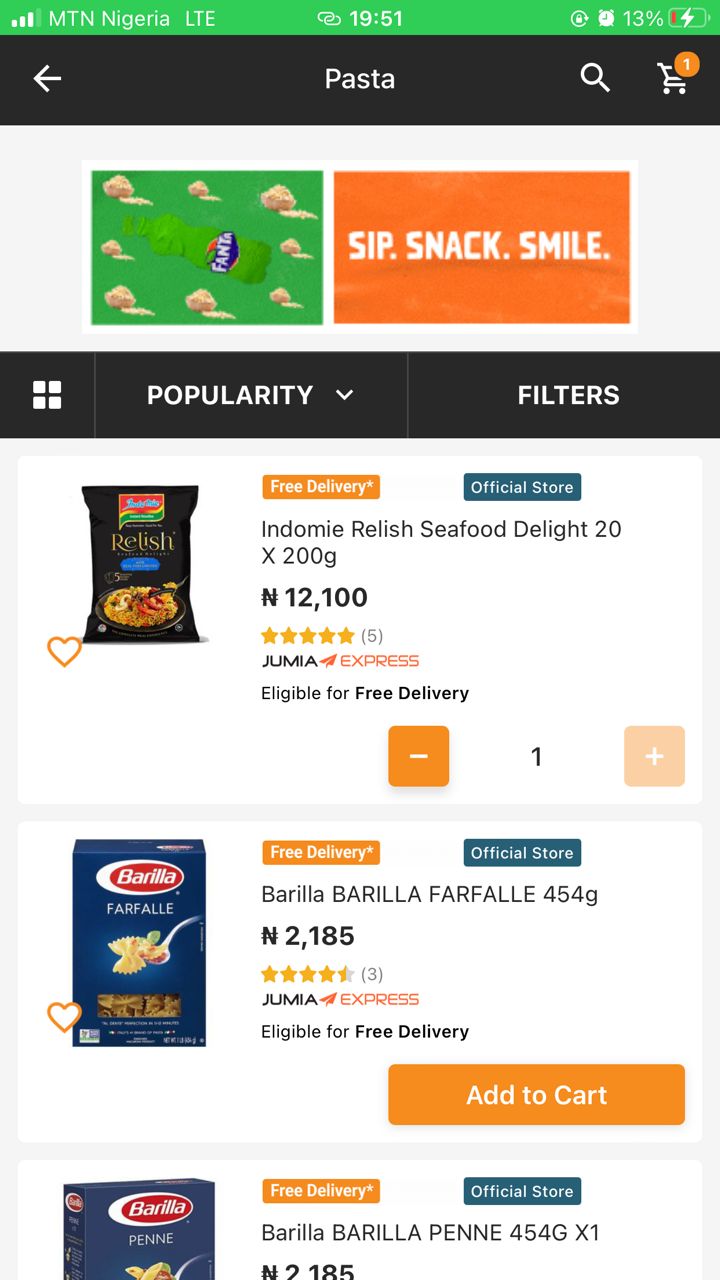 MTN Nigeria LTE 19:51 13%
Pasta
1
FANTA
SIP. SNACK. SMILE.
POPULARITY
FILTERS
Free Delivery*
Official Store
Indomie
Relish
Seafood Delight
Indomie Relish Seafood Delight 20
X 200g
₦ 12,100
(5)
JUMIA EXPRESS
Eligible for Free Delivery
− 1 +
Barilla
FARFALLE
Free Delivery*
Official Store
Barilla BARILLA FARFALLE 454g
₦ 2,185
(3)
JUMIA EXPRESS
Eligible for Free Delivery
Add to Cart
Barilla
Barilla
PENNE
Free Delivery*
Official Store
Barilla BARILLA PENNE 454G X1
₦ 2,185